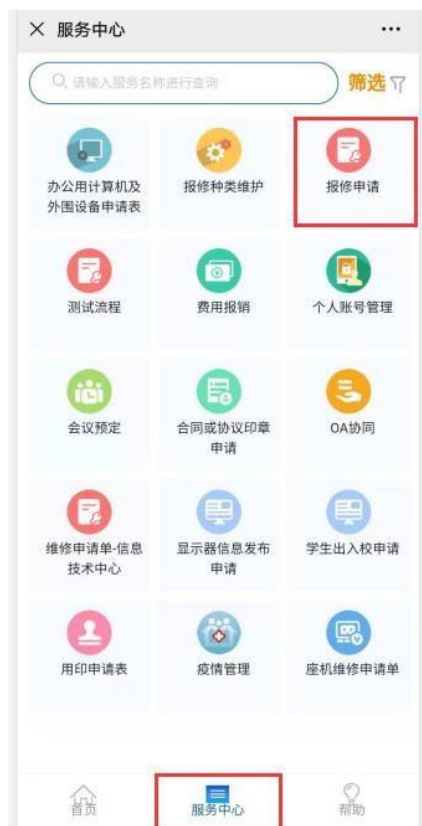 服务中心
请输入服务名称进行查询
筛选
办公用计算机及
外围设备申请表
报修种类维护
报修申请
测试流程
费用报销
个人账号管理
会议预定
合同或协议印章
申请
OA协同
维修申请单-信息
技术中心
显示器信息发布
申请
学生出入校申请
用印申请表
疫情管理
座机维修申请单
首页
服务中心
帮助